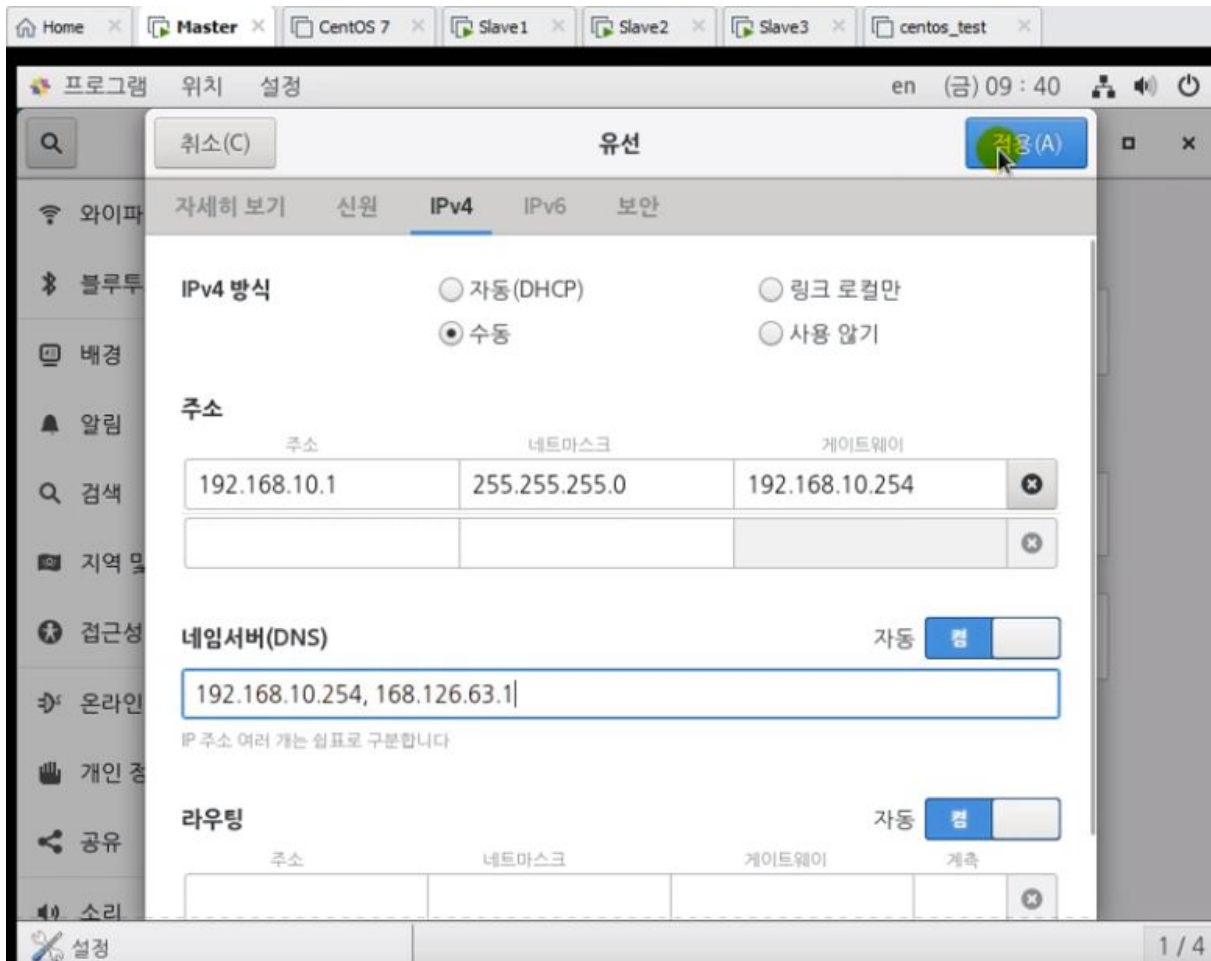 Home Master CentOS 7 Slave1 Slave2 Slave3 centos_test
프로그램 위치 설정 en (금) 09 : 40
취소(C) 유선 적용(A)
자세히 보기 신원 IPv4 IPv6 보안
와이파
블루투
배경
알림
검색
지역 및
접근성
온라인
개인 정
공유
소리
IPv4 방식 자동(DHCP) 링크 로컬만
수동 사용 않기
주소
주소 네트마스크 게이트웨이
192.168.10.1 255.255.255.0 192.168.10.254
네임서버(DNS) 자동 켬
192.168.10.254, 168.126.63.1
IP 주소 여러 개는 쉼표로 구분합니다
라우팅 자동 켬
주소 네트마스크 게이트웨이 계측
설정 1 / 4